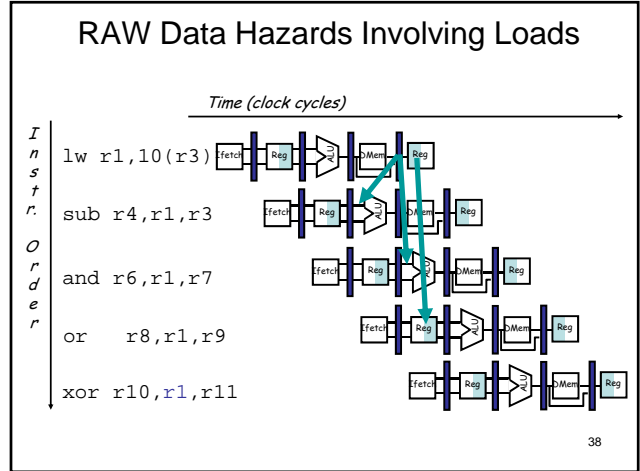 RAW Data Hazards Involving Loads
Time (clock cycles)
Instr. Order
lw r1,10(r3)
Ifetch Reg ALU DMem Reg
sub r4,r1,r3
Ifetch Reg ALU DMem Reg
and r6,r1,r7
Ifetch Reg ALU DMem Reg
or r8,r1,r9
Ifetch Reg ALU DMem Reg
xor r10,r1,r11
Ifetch Reg ALU DMem Reg
38